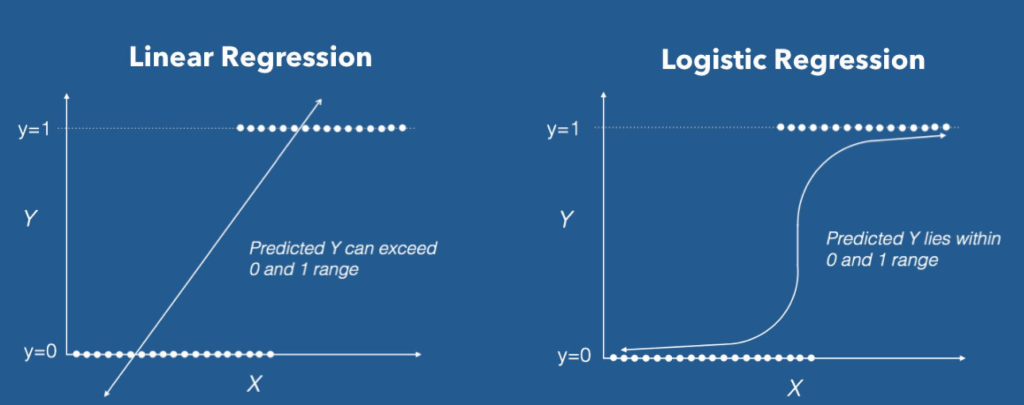 Linear Regression
y=1
Y
Predicted Y can exceed
0 and 1 range
y=0
X
Logistic Regression
y=1
Y
Predicted Y lies within
0 and 1 range
y=0
X